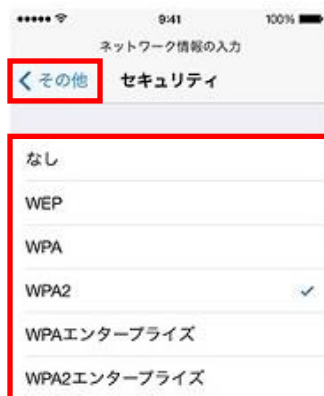 9:41 100%
ネットワーク情報の入力
その他 セキュリティ
なし
WEP
WPA
WPA2
WPAエンタープライズ
WPA2エンタープライズ